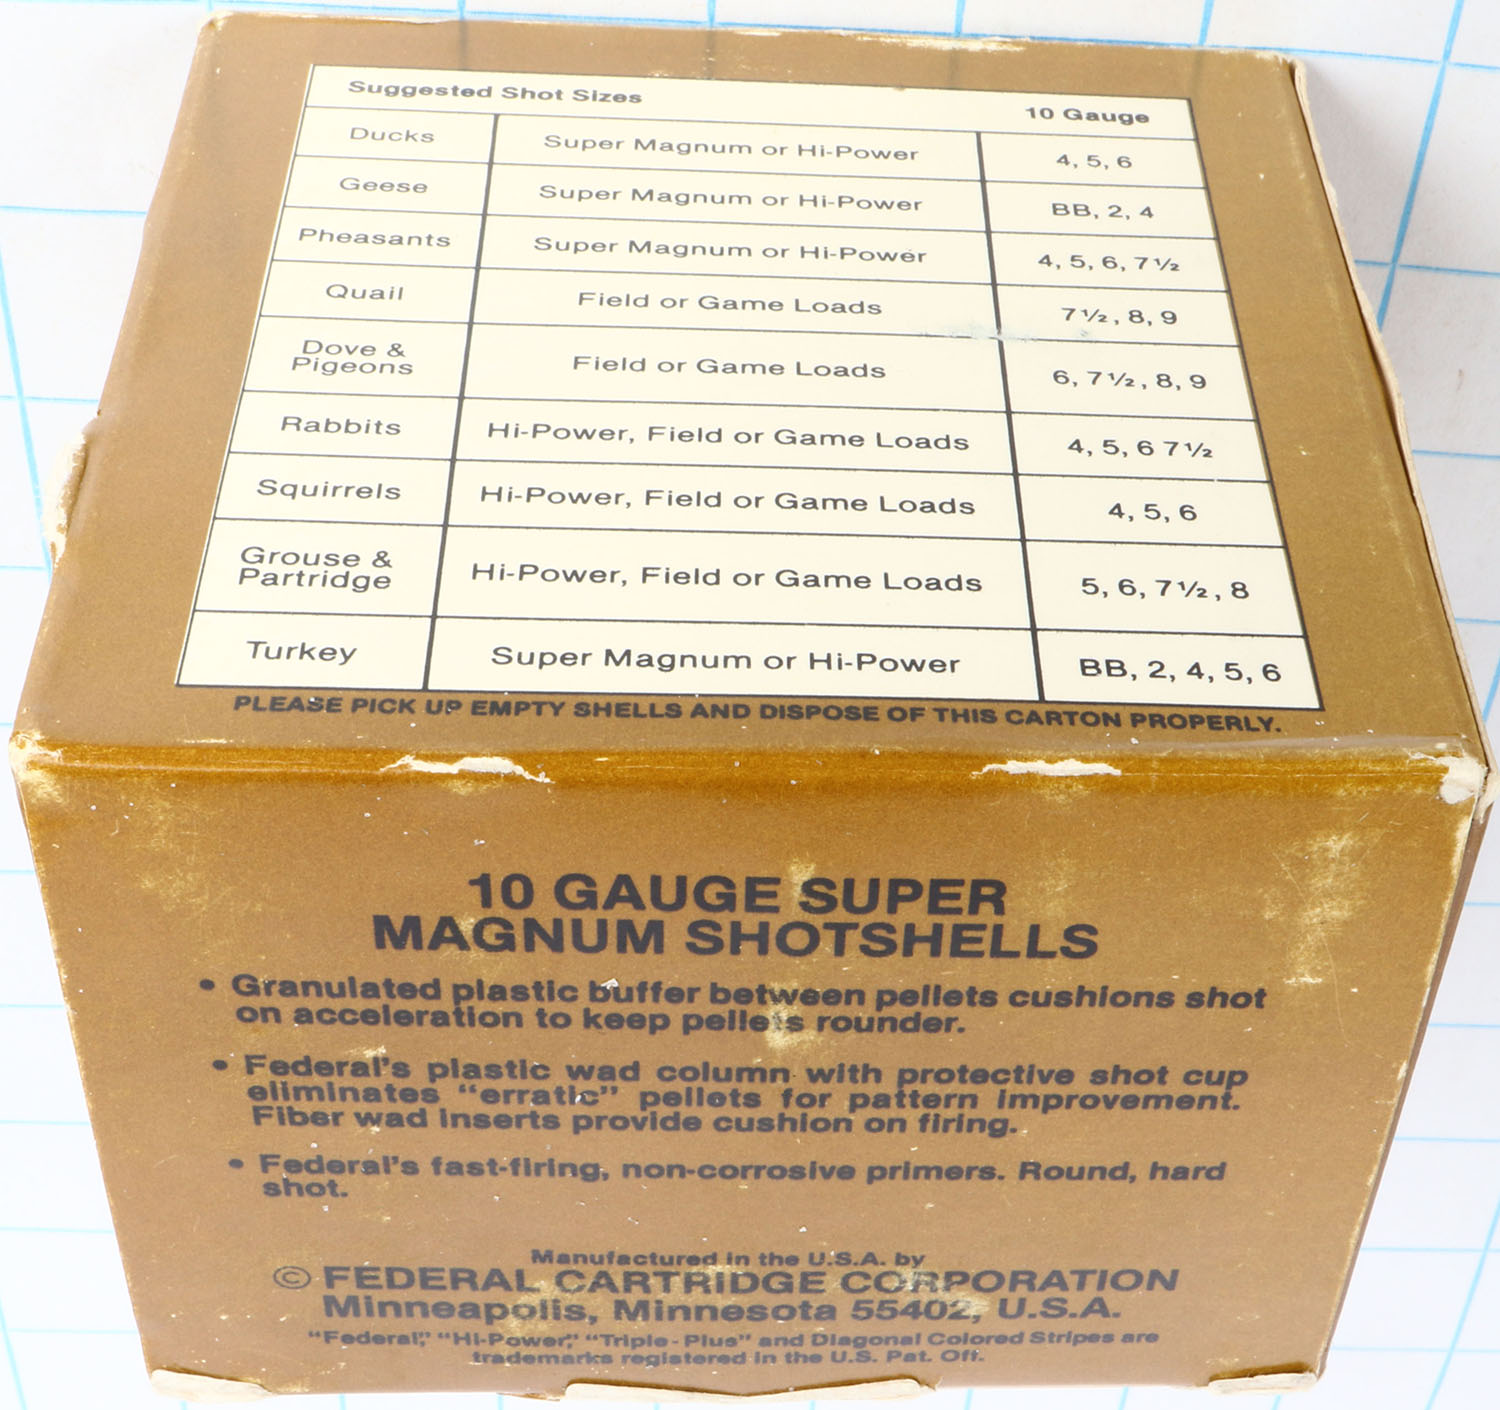 Suggested Shot Sizes 10 Gauge
Ducks Super Magnum or Hi-Power 4, 5, 6
Geese Super Magnum or Hi-Power BB, 2, 4
Pheasants Super Magnum or Hi-Power 4, 5, 6, 7½
Quail Field or Game Loads 7½, 8, 9
Dove &
Pigeons Field or Game Loads 6, 7½, 8, 9
Rabbits Hi-Power, Field or Game Loads 4, 5, 6 7½
Squirrels Hi-Power, Field or Game Loads 4, 5, 6
Grouse &
Partridge Hi-Power, Field or Game Loads 5, 6, 7½, 8
Turkey Super Magnum or Hi-Power BB, 2, 4, 5, 6
PLEASE PICK UP EMPTY SHELLS AND DISPOSE OF THIS CARTON PROPERLY.
10 GAUGE SUPER
MAGNUM SHOTSHELLS
• Granulated plastic buffer between pellets cushions shot
on acceleration to keep pellets rounder.
• Federal's plastic wad column with protective shot cup
eliminates "erratic" pellets for pattern improvement.
Fiber wad inserts provide cushion on firing.
• Federal's fast-firing, non-corrosive primers. Round, hard
shot.
Manufactured in the U.S.A. by
© FEDERAL CARTRIDGE CORPORATION
Minneapolis, Minnesota 55402, U.S.A.
"Federal," "Hi-Power," "Triple-Plus" and Diagonal Colored Stripes are
trademarks registered in the U.S. Pat. Off.